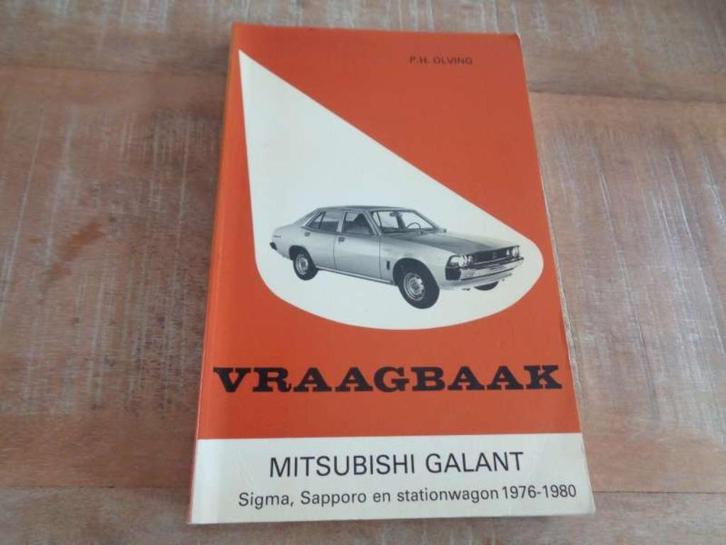 P.H. OLVING
VRAAGBAAK
MITSUBISHI GALANT
Sigma, Sapporo en stationwagon 1976-1980